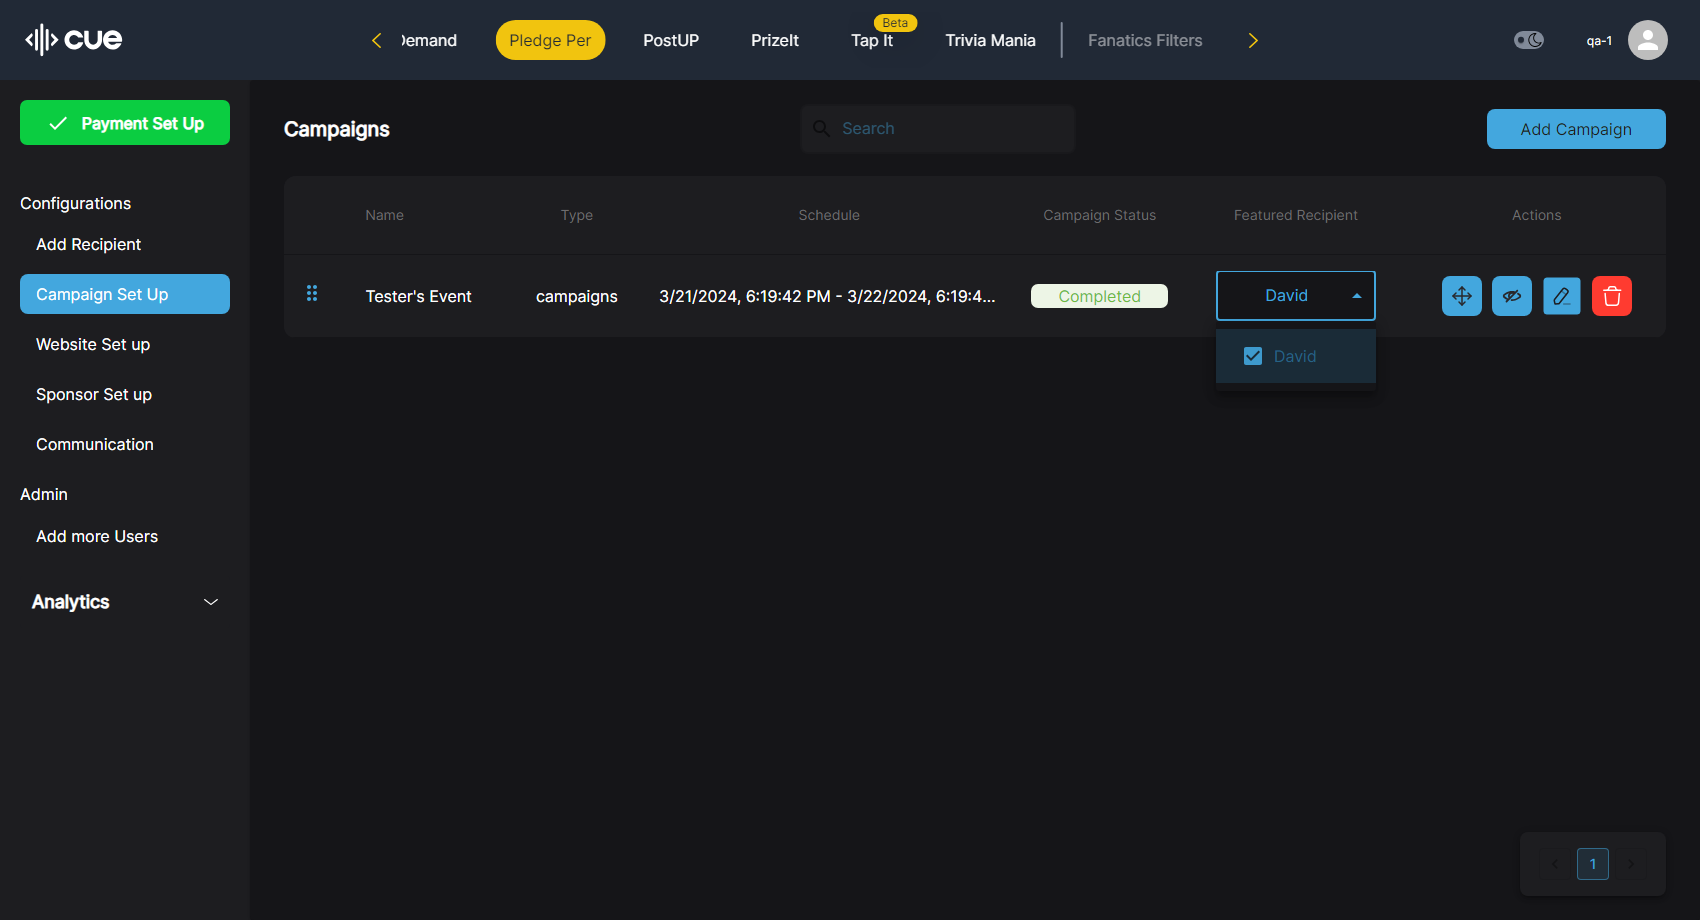 cue
Demand
Pledge Per
PostUP
PrizeIt
Beta
Tap It
Trivia Mania
Fanatics Filters
qa-1
Payment Set Up
Configurations
Add Recipient
Campaign Set Up
Website Set up
Sponsor Set up
Communication
Admin
Add more Users
Analytics
Campaigns
Search
Add Campaign
Name Type Schedule Campaign Status Featured Recipient Actions
Tester's Event campaigns 3/21/2024, 6:19:42 PM - 3/22/2024, 6:19:4... Completed David
David
1